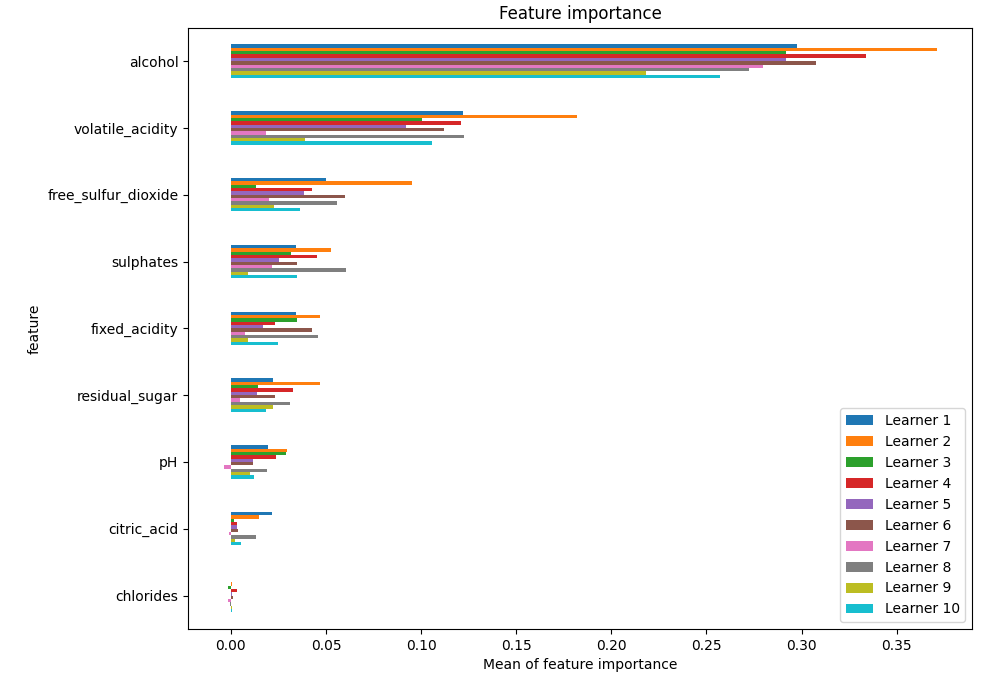 Feature importance
alcohol
volatile_acidity
free_sulfur_dioxide
sulphates
fixed_acidity
residual_sugar
pH
citric_acid
chlorides
feature
0.00 0.05 0.10 0.15 0.20 0.25 0.30 0.35
Mean of feature importance
Learner 1
Learner 2
Learner 3
Learner 4
Learner 5
Learner 6
Learner 7
Learner 8
Learner 9
Learner 10